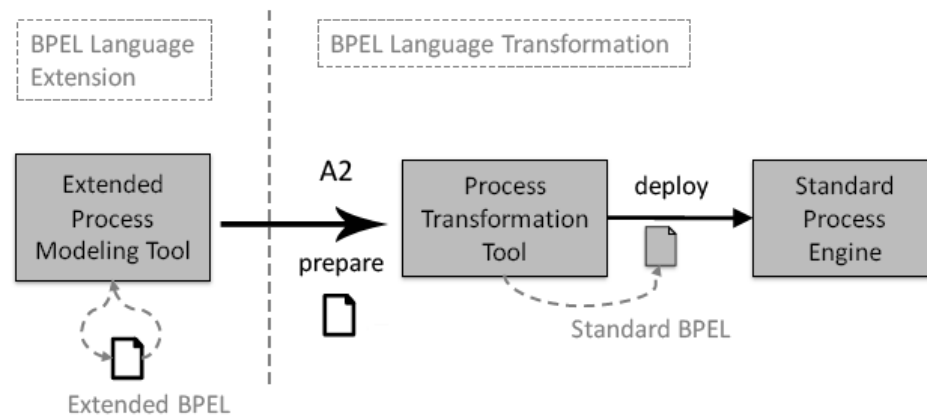 BPEL Language
Extension
BPEL Language Transformation
Extended
Process
Modeling Tool
A2
prepare
Process
Transformation
Tool
deploy
Standard
Process
Engine
Standard BPEL
Extended BPEL